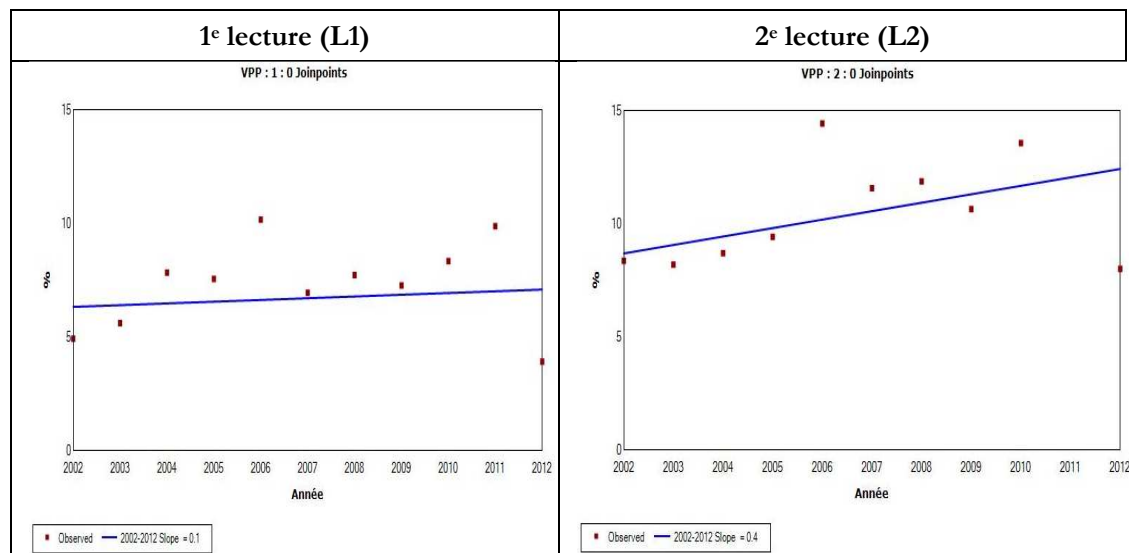 1e lecture (L1)
2e lecture (L2)
VPP : 1 : 0 Joinpoints
15
10
5
0
%
2002 2003 2004 2005 2006 2007 2008 2009 2010 2011 2012
Année
Observed 2002-2012 Slope = 0.1
VPP : 2 : 0 Joinpoints
15
10
5
0
%
2002 2003 2004 2005 2006 2007 2008 2009 2010 2011 2012
Année
Observed 2002-2012 Slope = 0.4